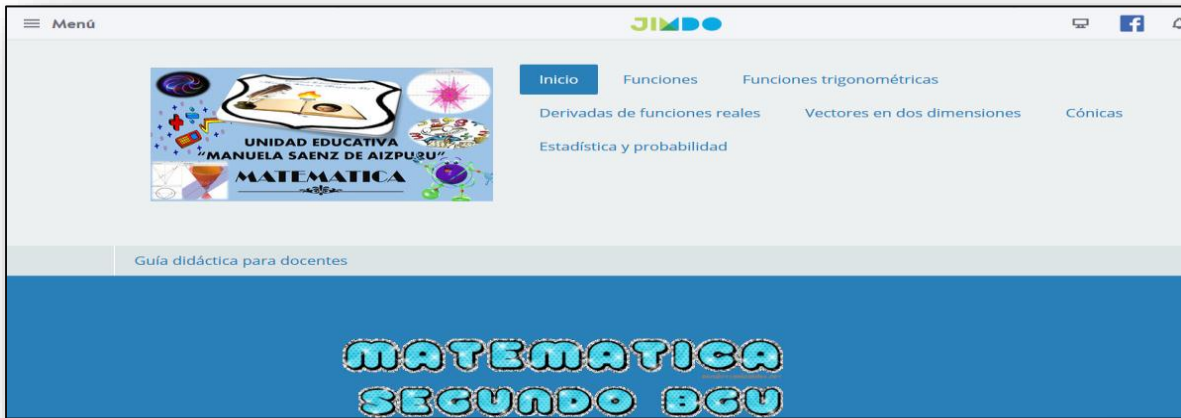 Menú
JIMDO
Inicio Funciones Funciones trigonométricas
Derivadas de funciones reales Vectores en dos dimensiones Cónicas
Estadística y probabilidad
UNIDAD EDUCATIVA
"MANUELA SAENZ DE AIZPURU"
MATEMATICA
Guía didáctica para docentes
MATEMATICA
SEGUNDO BGU